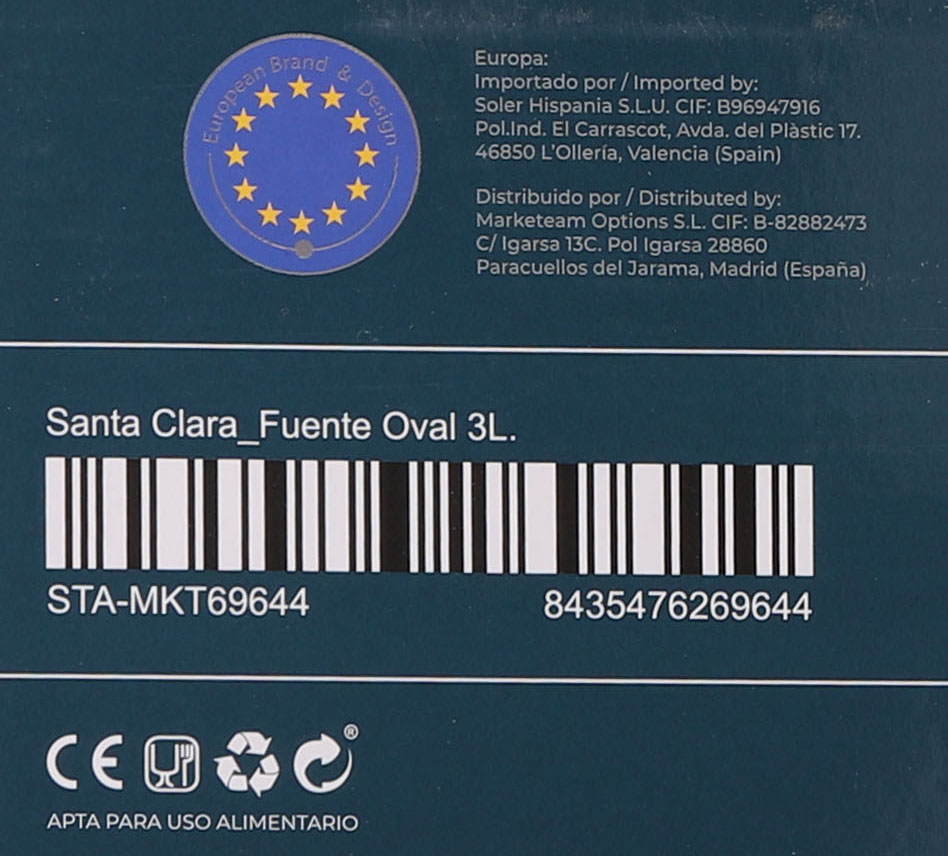 European Brand & Design
Europa:
Importado por / Imported by:
Soler Hispania S.L.U. CIF: B96947916
Pol.Ind. El Carrascot, Avda. del Plàstic 17.
46850 L'Ollería, Valencia (Spain)
Distribuido por / Distributed by:
Marketeam Options S.L. CIF: B-82882473
C/ Igarsa 13C. Pol Igarsa 28860
Paracuellos del Jarama, Madrid (España)
Santa Clara_Fuente Oval 3L.
STA-MKT69644 8435476269644
CE ®
APTA PARA USO ALIMENTARIO